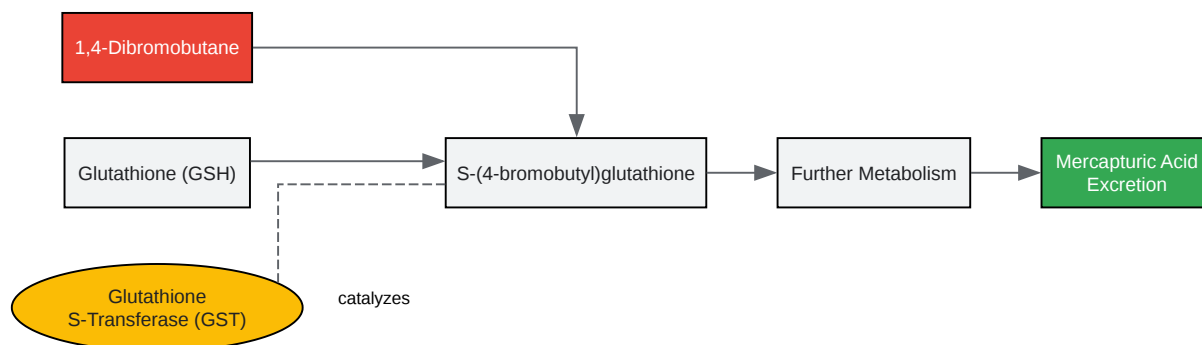 1,4-Dibromobutane
Glutathione (GSH)
S-(4-bromobutyl)glutathione
Further Metabolism
Mercapturic Acid
Excretion
Glutathione
S-Transferase (GST)
catalyzes